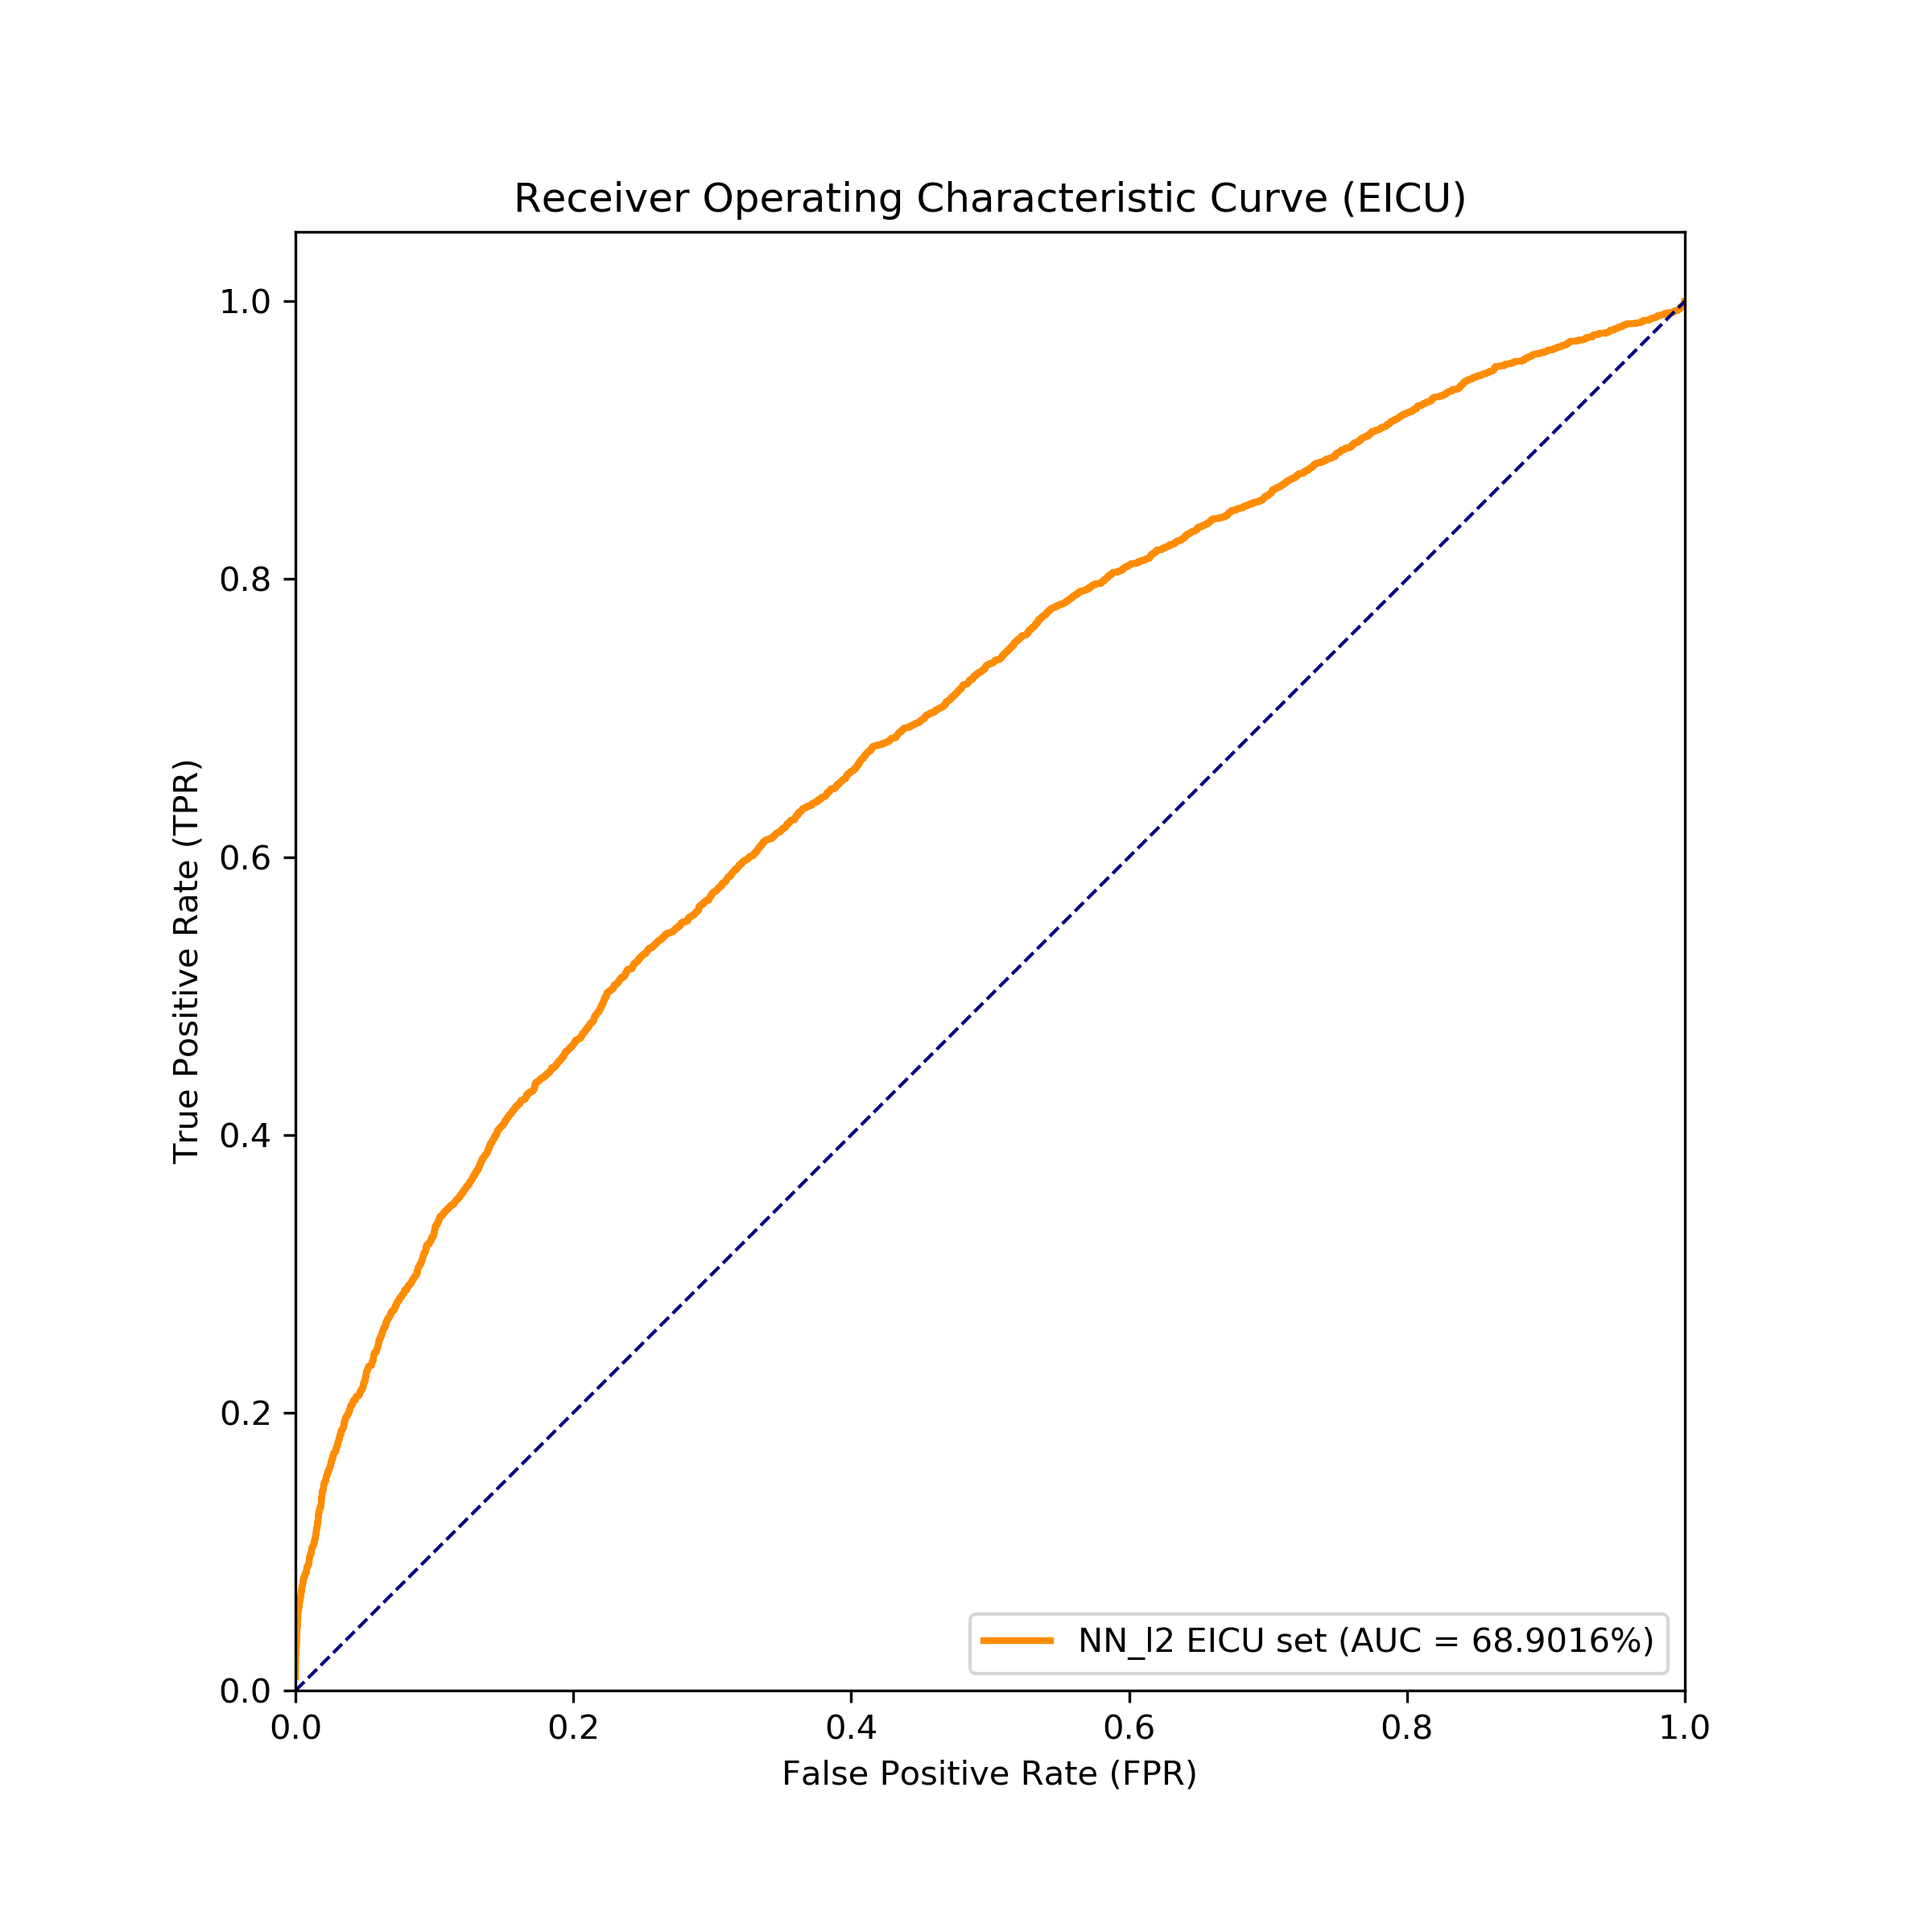 Receiver Operating Characteristic Curve (EICU)
1.0
0.8
0.6
0.4
0.2
0.0
True Positive Rate (TPR)
NN_l2 EICU set (AUC = 68.9016%)
0.0 0.2 0.4 0.6 0.8 1.0
False Positive Rate (FPR)